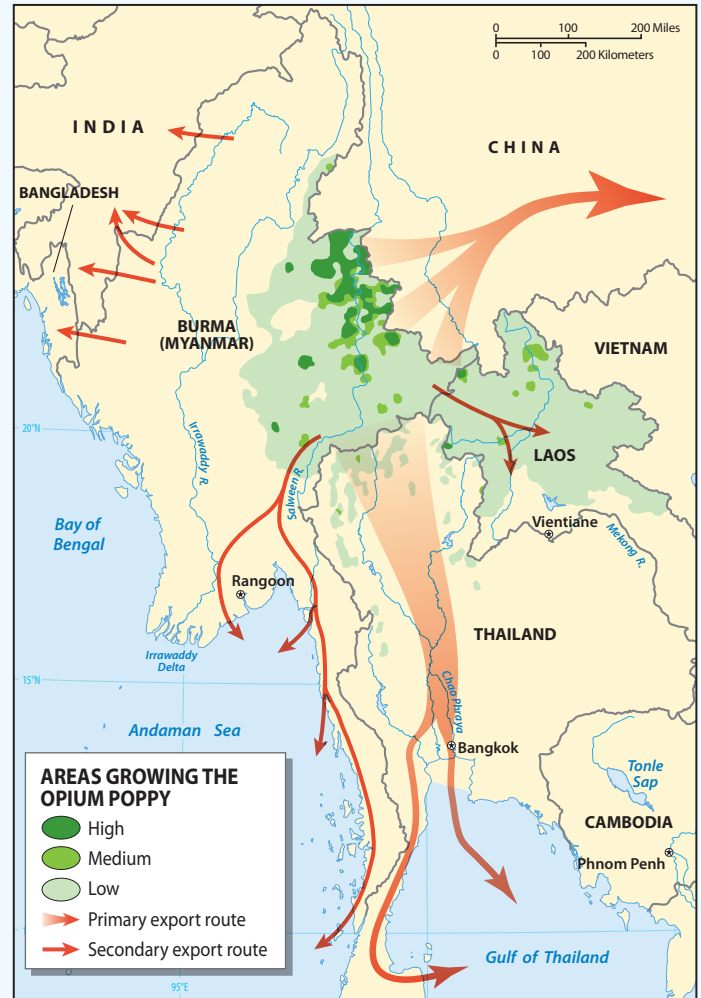 0 100 200 Miles
0 100 200 Kilometers
INDIA
CHINA
BANGLADESH
BURMA
(MYANMAR)
VIETNAM
20°N
Irrawaddy R.
Salween R.
LAOS
Bay of
Bengal
Vientiane
Mekong R.
Rangoon
THAILAND
Irrawaddy
Delta
15°N
Chao Phraya
Andaman Sea
Bangkok
Tonle
Sap
CAMBODIA
Phnom Penh
AREAS GROWING THE
OPIUM POPPY
High
Medium
Low
Primary export route
Secondary export route
Gulf of Thailand
95°E